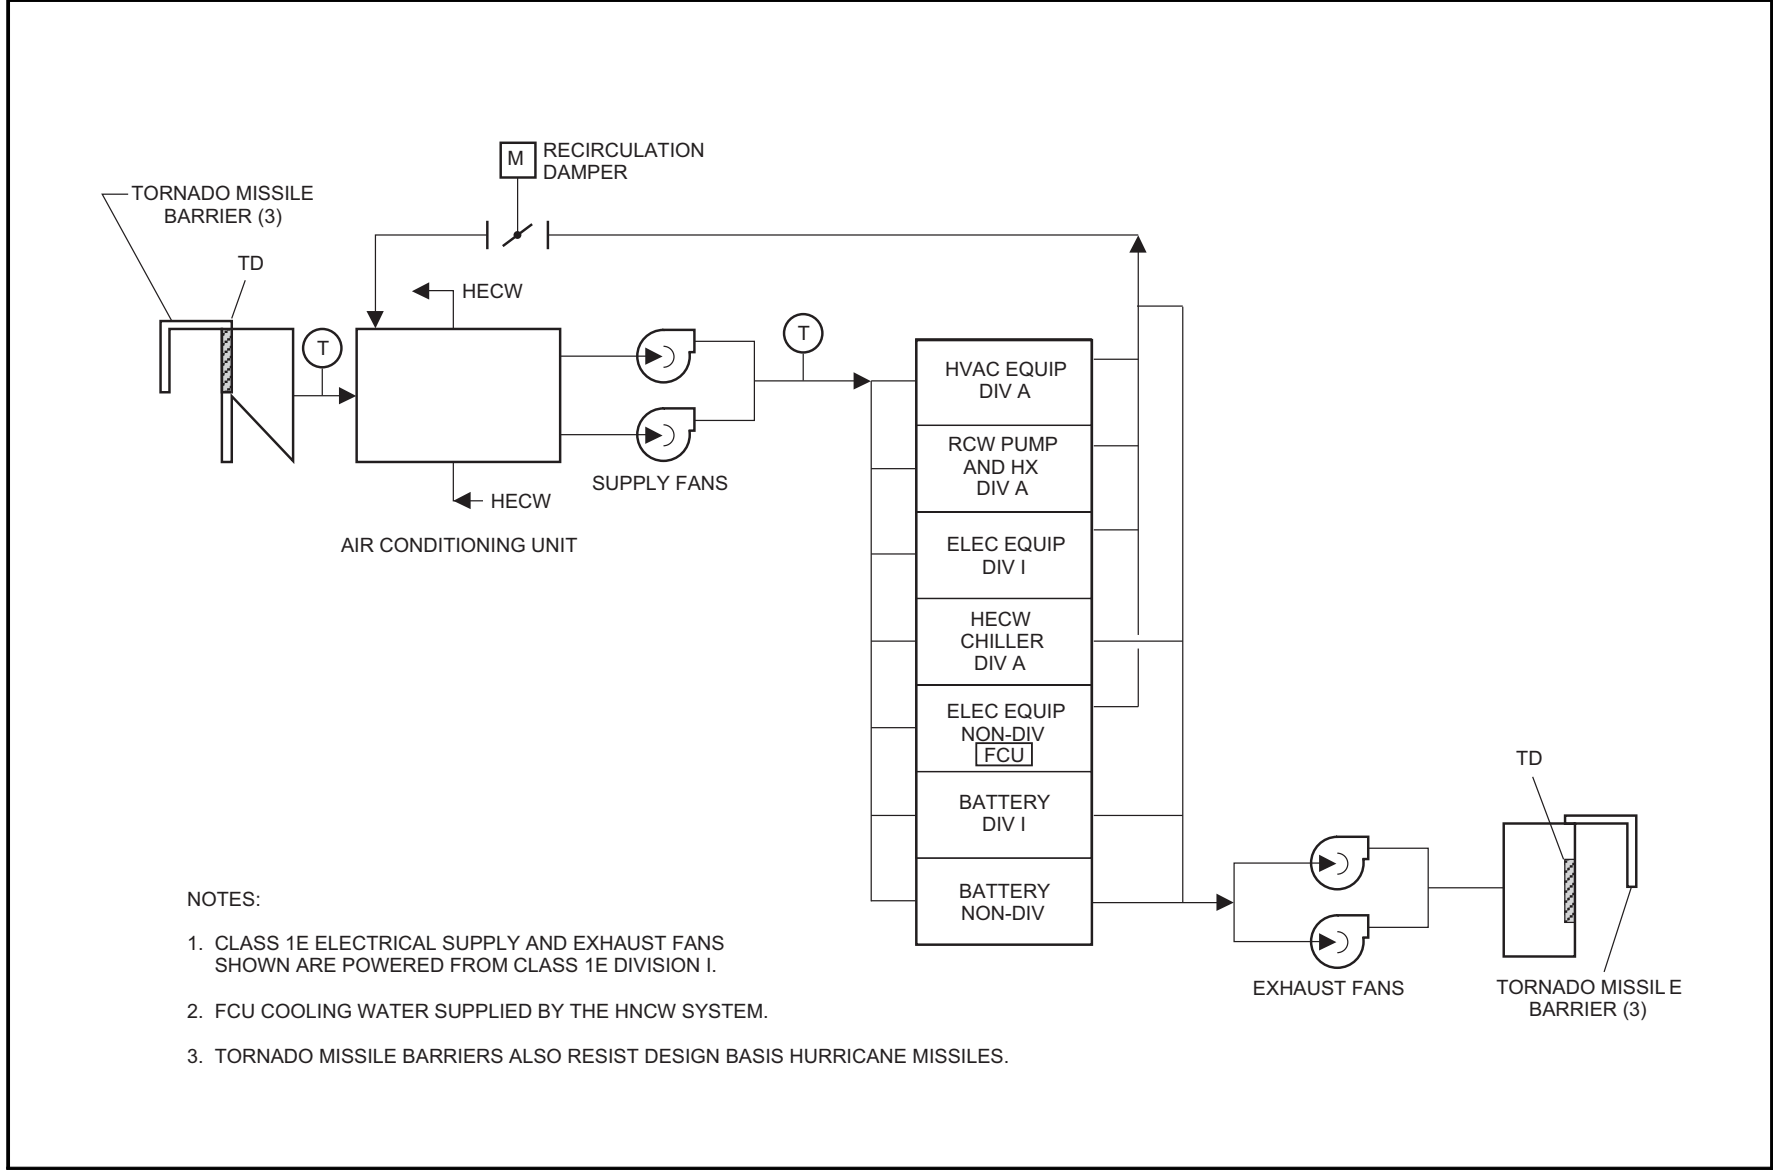 M
RECIRCULATION
DAMPER
TORNADO MISSILE
BARRIER (3)
TD
HECW
T
T
HECW
SUPPLY FANS
AIR CONDITIONING UNIT
HVAC EQUIP
DIV A
RCW PUMP
AND HX
DIV A
ELEC EQUIP
DIV I
HECW
CHILLER
DIV A
ELEC EQUIP
NON-DIV
FCU
BATTERY
DIV I
BATTERY
NON-DIV
TD
EXHAUST FANS
TORNADO MISSIL E
BARRIER (3)
NOTES:
1. CLASS 1E ELECTRICAL SUPPLY AND EXHAUST FANS
SHOWN ARE POWERED FROM CLASS 1E DIVISION I.
2. FCU COOLING WATER SUPPLIED BY THE HNCW SYSTEM.
3. TORNADO MISSILE BARRIERS ALSO RESIST DESIGN BASIS HURRICANE MISSILES.